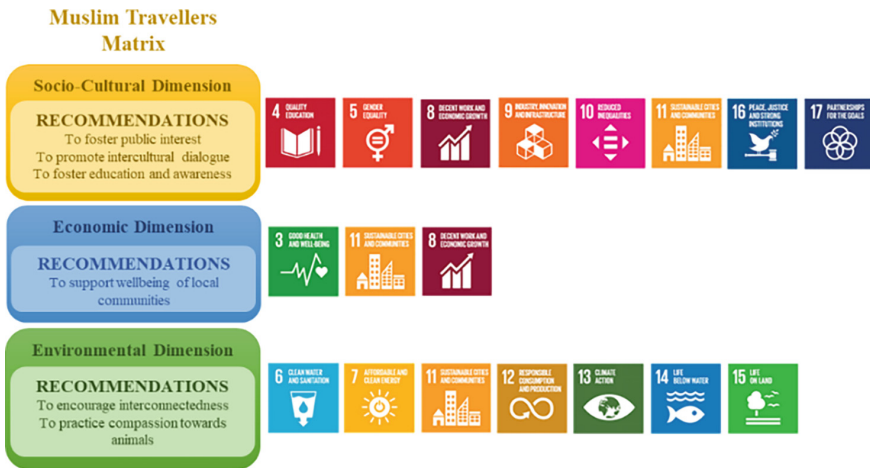 Muslim Travellers
Matrix
Socio-Cultural Dimension
RECOMMENDATIONS
To foster public interest
To promote intercultural dialogue
To foster education and awareness
4 QUALITY
EDUCATION
5 GENDER
EQUALITY
8 DECENT WORK AND
ECONOMIC GROWTH
9 INDUSTRY, INNOVATION
AND INFRASTRUCTURE
10 REDUCED
INEQUALITIES
11 SUSTAINABLE CITIES
AND COMMUNITIES
16 PEACE, JUSTICE
AND STRONG
INSTITUTIONS
17 PARTNERSHIPS
FOR THE GOALS
Economic Dimension
RECOMMENDATIONS
To support wellbeing of local
communities
3 GOOD HEALTH
AND WELL-BEING
11 SUSTAINABLE CITIES
AND COMMUNITIES
8 DECENT WORK AND
ECONOMIC GROWTH
Environmental Dimension
RECOMMENDATIONS
To encourage interconnectedness
To practice compassion towards
animals
6 CLEAN WATER
AND SANITATION
7 AFFORDABLE AND
CLEAN ENERGY
11 SUSTAINABLE CITIES
AND COMMUNITIES
12 RESPONSIBLE
CONSUMPTION
AND PRODUCTION
13 CLIMATE
ACTION
14 LIFE
BELOW WATER
15 LIFE
ON LAND